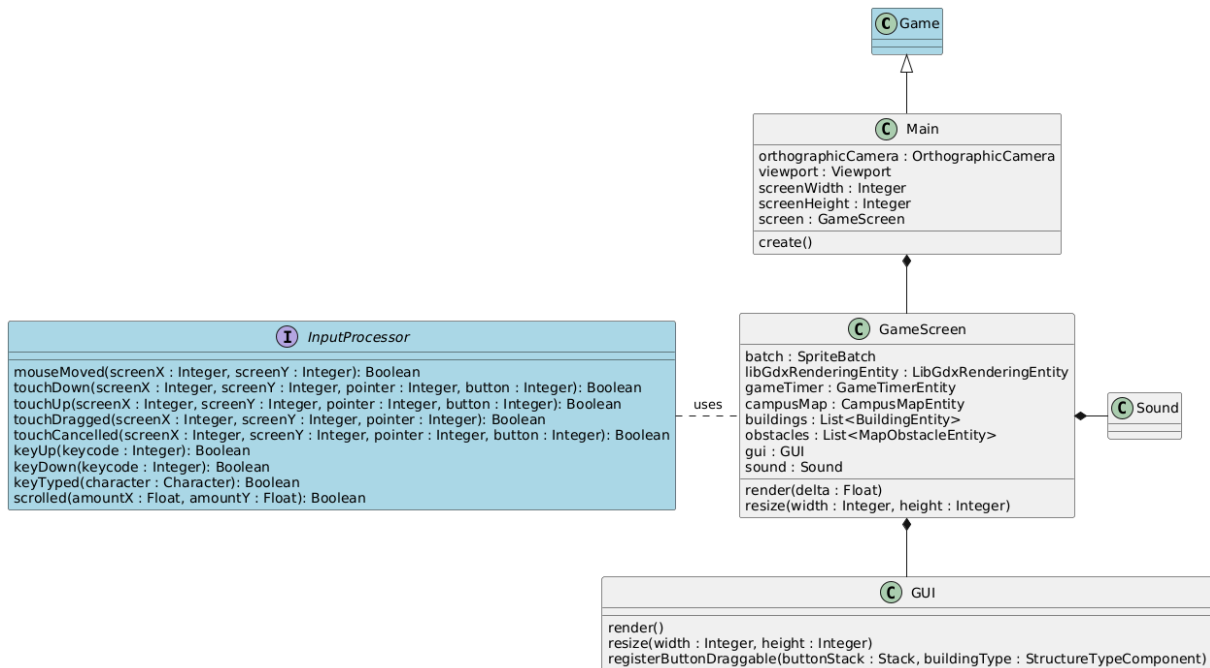 C Game
C Main
orthographicCamera : OrthographicCamera
viewport : Viewport
screenWidth : Integer
screenHeight : Integer
screen : GameScreen
create()
I InputProcessor
mouseMoved(screenX : Integer, screenY : Integer): Boolean
touchDown(screenX : Integer, screenY : Integer, pointer : Integer, button : Integer): Boolean
touchUp(screenX : Integer, screenY : Integer, pointer : Integer, button : Integer): Boolean
touchDragged(screenX : Integer, screenY : Integer, pointer : Integer): Boolean
touchCancelled(screenX : Integer, screenY : Integer, pointer : Integer, button : Integer): Boolean
keyUp(keycode : Integer): Boolean
keyDown(keycode : Integer): Boolean
keyTyped(character : Character): Boolean
scrolled(amountX : Float, amountY : Float): Boolean
uses
C GameScreen
batch : SpriteBatch
libGdxRenderingEntity : LibGdxRenderingEntity
gameTimer : GameTimerEntity
campusMap : CampusMapEntity
buildings : List<BuildingEntity>
obstacles : List<MapObstacleEntity>
gui : GUI
sound : Sound
render(delta : Float)
resize(width : Integer, height : Integer)
C Sound
C GUI
render()
resize(width : Integer, height : Integer)
registerButtonDraggable(buttonStack : Stack, buildingType : StructureTypeComponent)